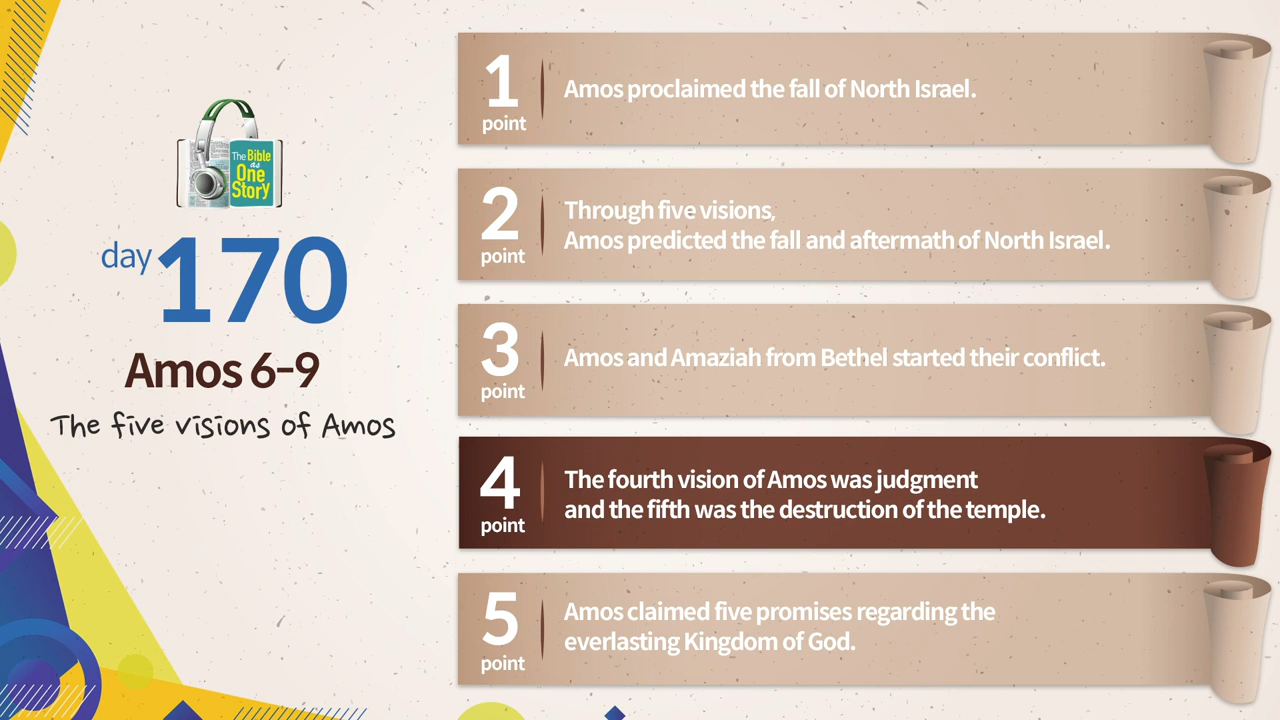 The Bible
as
One
Story
day 170
Amos 6-9
The five visions of Amos
1
point
Amos proclaimed the fall of North Israel.
2
point
Through five visions,
Amos predicted the fall and aftermath of North Israel.
3
point
Amos and Amaziah from Bethel started their conflict.
4
point
The fourth vision of Amos was judgment
and the fifth was the destruction of the temple.
5
point
Amos claimed five promises regarding the
everlasting Kingdom of God.